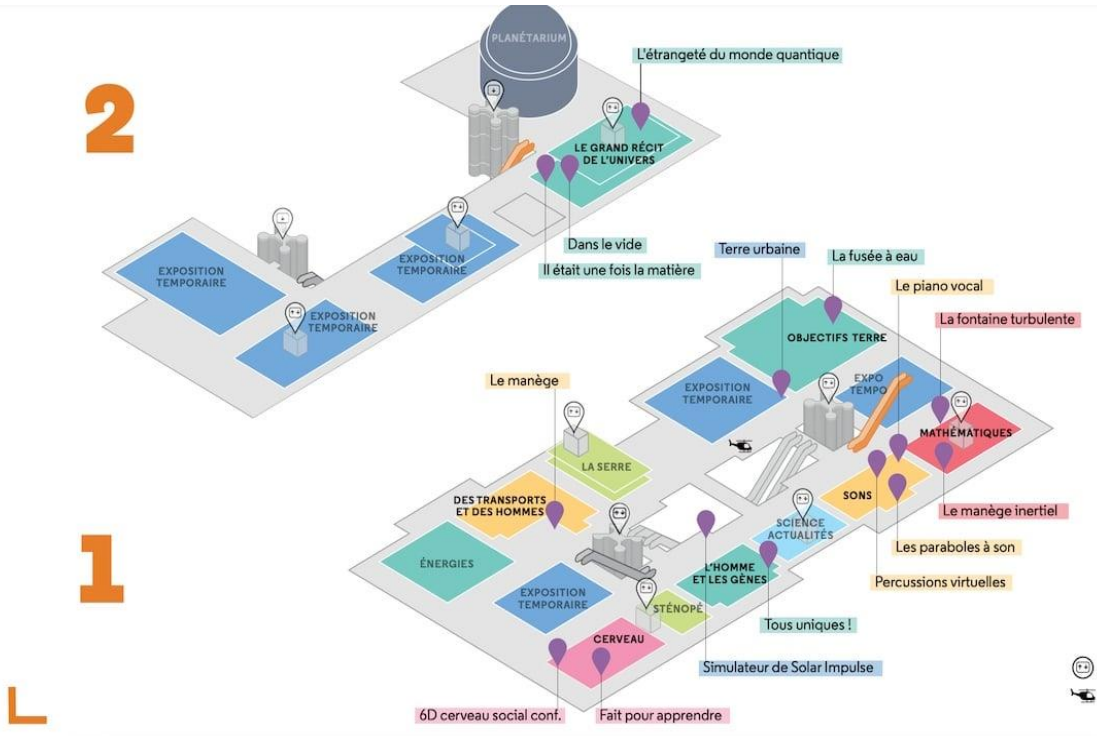 2
PLANÉTARIUM
L'étrangeté du monde quantique
LE GRAND RÉCIT
DE L'UNIVERS
Dans le vide
Il était une fois la matière
EXPOSITION
TEMPORAIRE
EXPOSITION
TEMPORAIRE
EXPOSITION
TEMPORAIRE
1
Terre urbaine
La fusée à eau
Le piano vocal
La fontaine turbulente
OBJECTIFS TERRE
EXPOSITION
TEMPORAIRE
EXPO
TEMPO
MATHÉMATIQUES
Le manège
LA SERRE
DES TRANSPORTS
ET DES HOMMES
SONS
Le manège inertiel
SCIENCE
ACTUALITÉS
Les paraboles à son
ÉNERGIES
L'HOMME
ET LES GÈNES
Percussions virtuelles
EXPOSITION
TEMPORAIRE
STÉNOPÉ
Tous uniques !
CERVEAU
Simulateur de Solar Impulse
6D cerveau social conf.
Fait pour apprendre